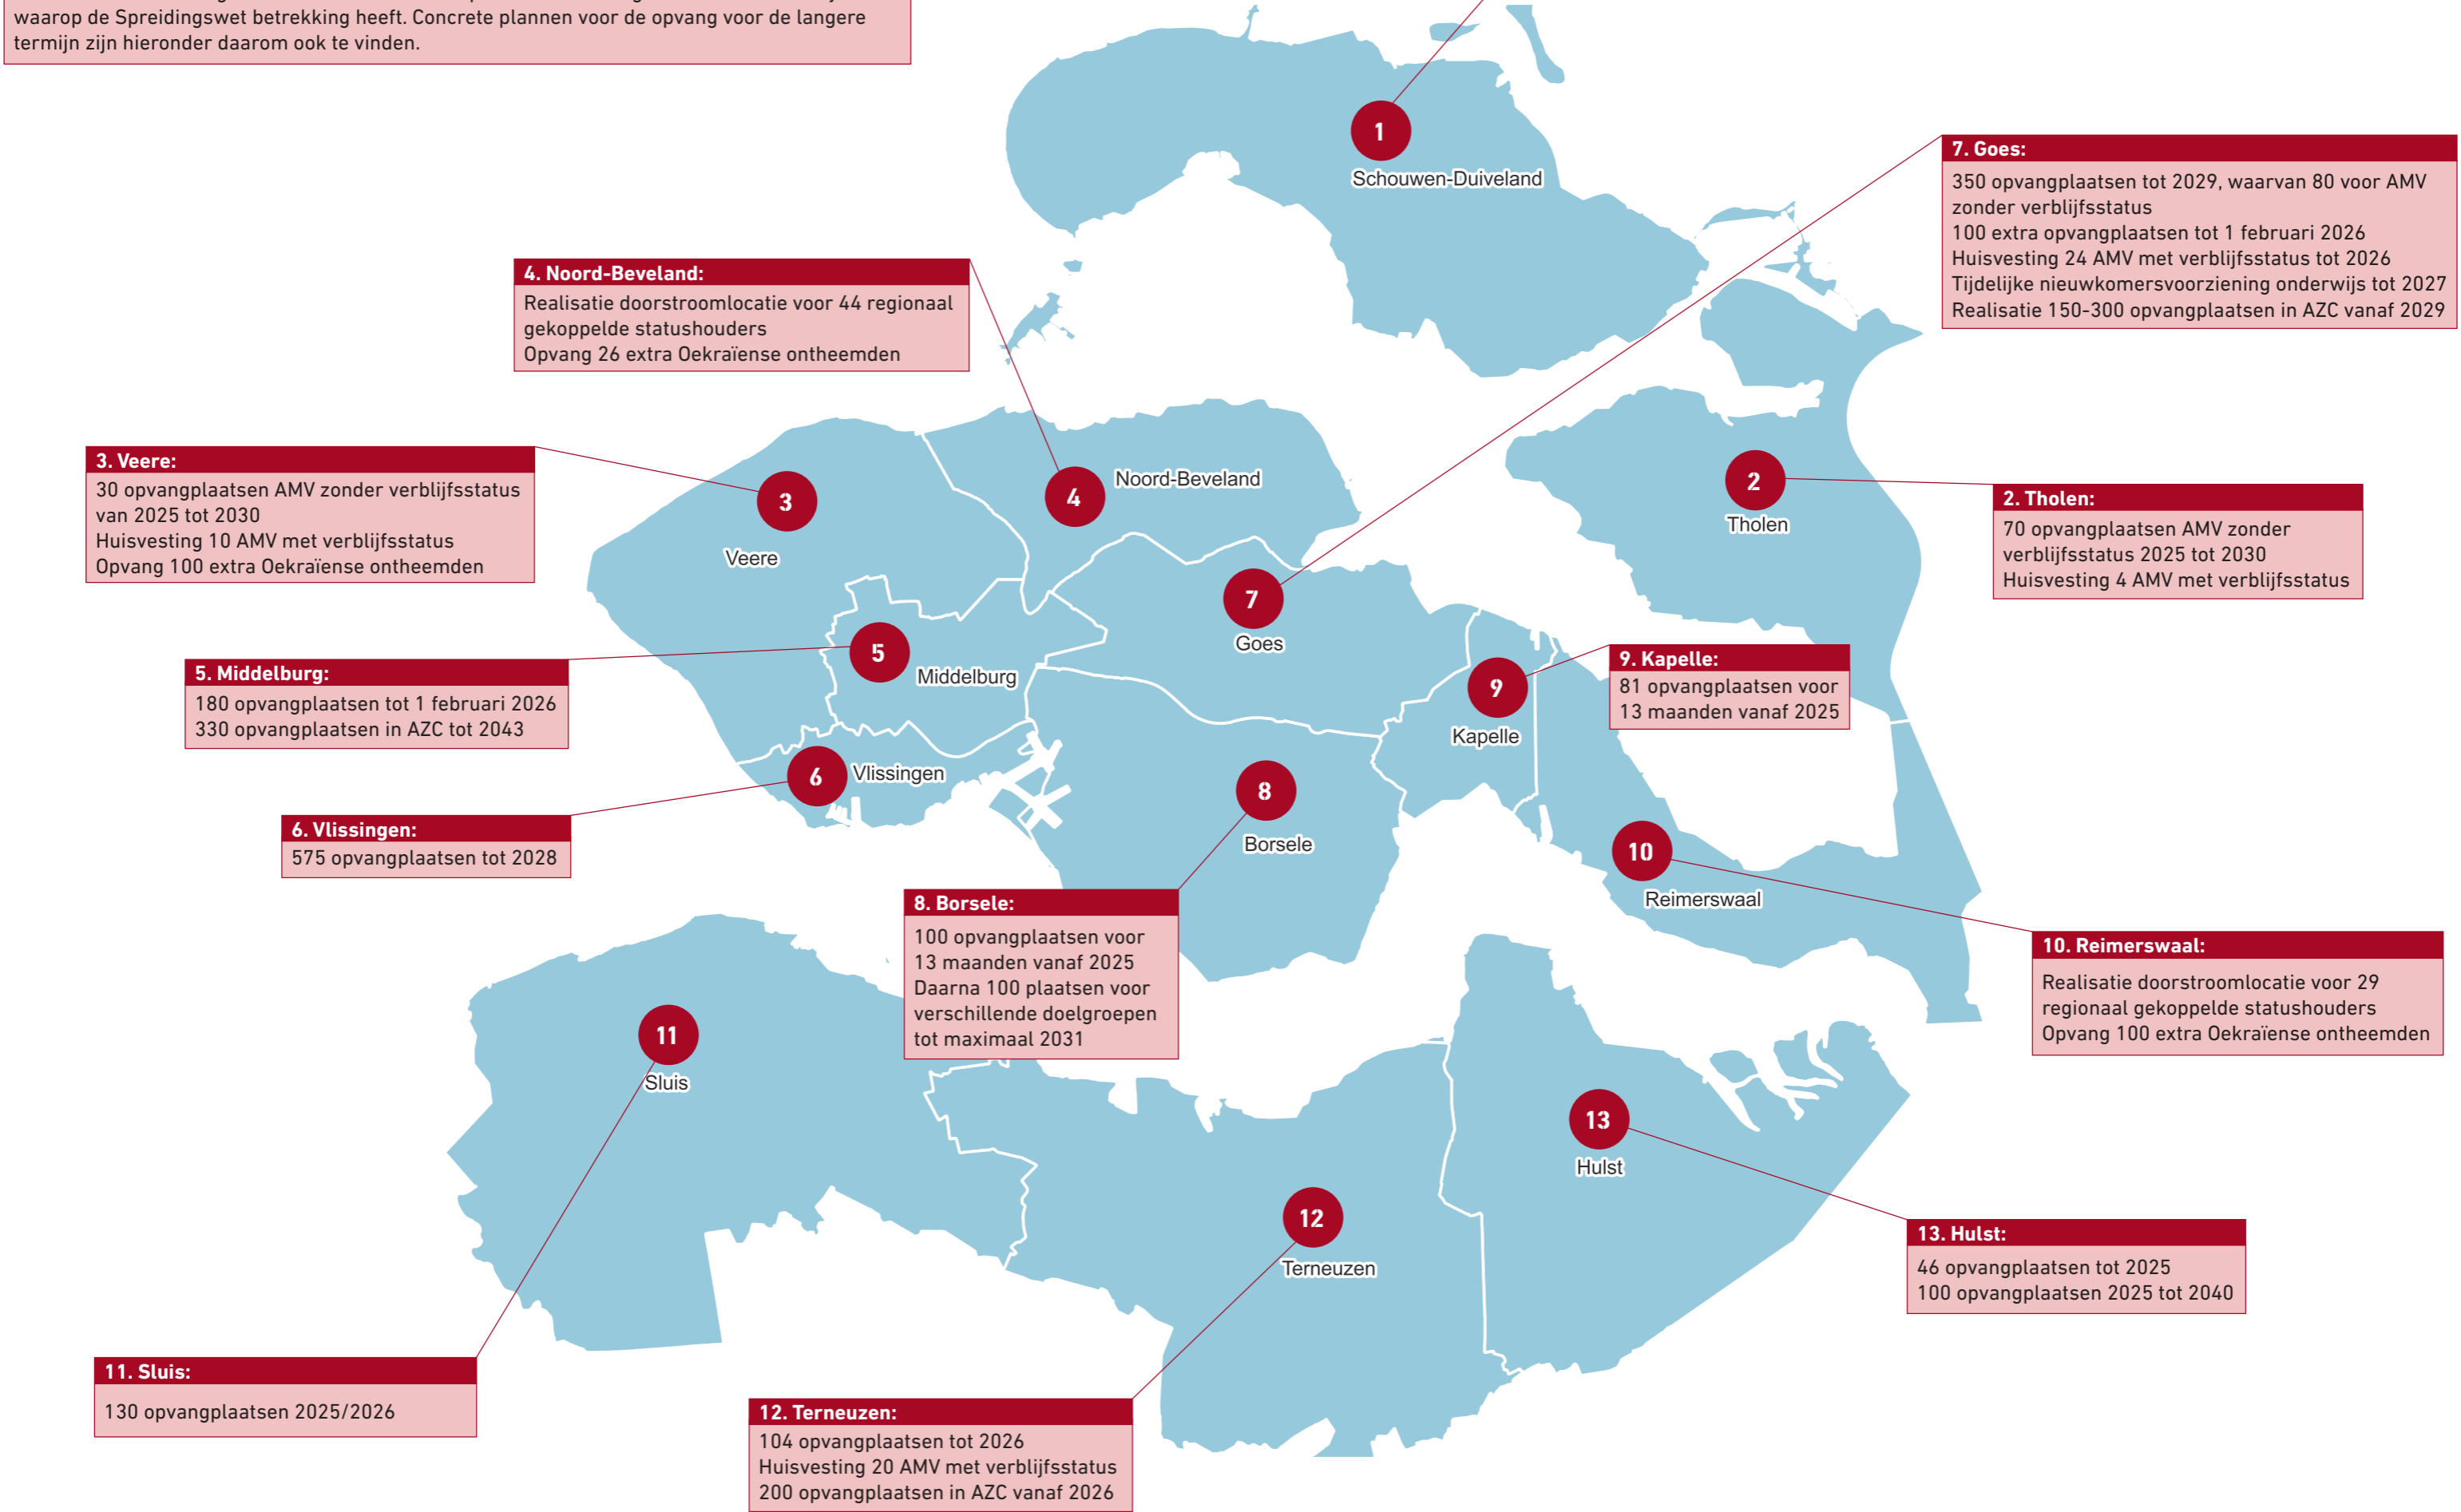 waarop de Spreidingswet betrekking heeft. Concrete plannen voor de opvang voor de langere
termijn zijn hieronder daarom ook te vinden.
1
Schouwen-Duiveland
7. Goes:
350 opvangplaatsen tot 2029, waarvan 80 voor AMV
zonder verblijfsstatus
100 extra opvangplaatsen tot 1 februari 2026
Huisvesting 24 AMV met verblijfsstatus tot 2026
Tijdelijke nieuwkomersvoorziening onderwijs tot 2027
Realisatie 150-300 opvangplaatsen in AZC vanaf 2029
4. Noord-Beveland:
Realisatie doorstroomlocatie voor 44 regionaal
gekoppelde statushouders
Opvang 26 extra Oekraïense ontheemden
3. Veere:
30 opvangplaatsen AMV zonder verblijfsstatus
van 2025 tot 2030
Huisvesting 10 AMV met verblijfsstatus
Opvang 100 extra Oekraïense ontheemden
3
Veere
4
Noord-Beveland
2
Tholen
2. Tholen:
70 opvangplaatsen AMV zonder
verblijfsstatus 2025 tot 2030
Huisvesting 4 AMV met verblijfsstatus
7
Goes
5. Middelburg:
180 opvangplaatsen tot 1 februari 2026
330 opvangplaatsen in AZC tot 2043
5
Middelburg
9
Kapelle
9. Kapelle:
81 opvangplaatsen voor
13 maanden vanaf 2025
6. Vlissingen:
575 opvangplaatsen tot 2028
6
Vlissingen
8
Borsele
10
Reimerswaal
8. Borsele:
100 opvangplaatsen voor
13 maanden vanaf 2025
Daarna 100 plaatsen voor
verschillende doelgroepen
tot maximaal 2031
10. Reimerswaal:
Realisatie doorstroomlocatie voor 29
regionaal gekoppelde statushouders
Opvang 100 extra Oekraïense ontheemden
11
Sluis
13
Hulst
12
Terneuzen
13. Hulst:
46 opvangplaatsen tot 2025
100 opvangplaatsen 2025 tot 2040
11. Sluis:
130 opvangplaatsen 2025/2026
12. Terneuzen:
104 opvangplaatsen tot 2026
Huisvesting 20 AMV met verblijfsstatus
200 opvangplaatsen in AZC vanaf 2026